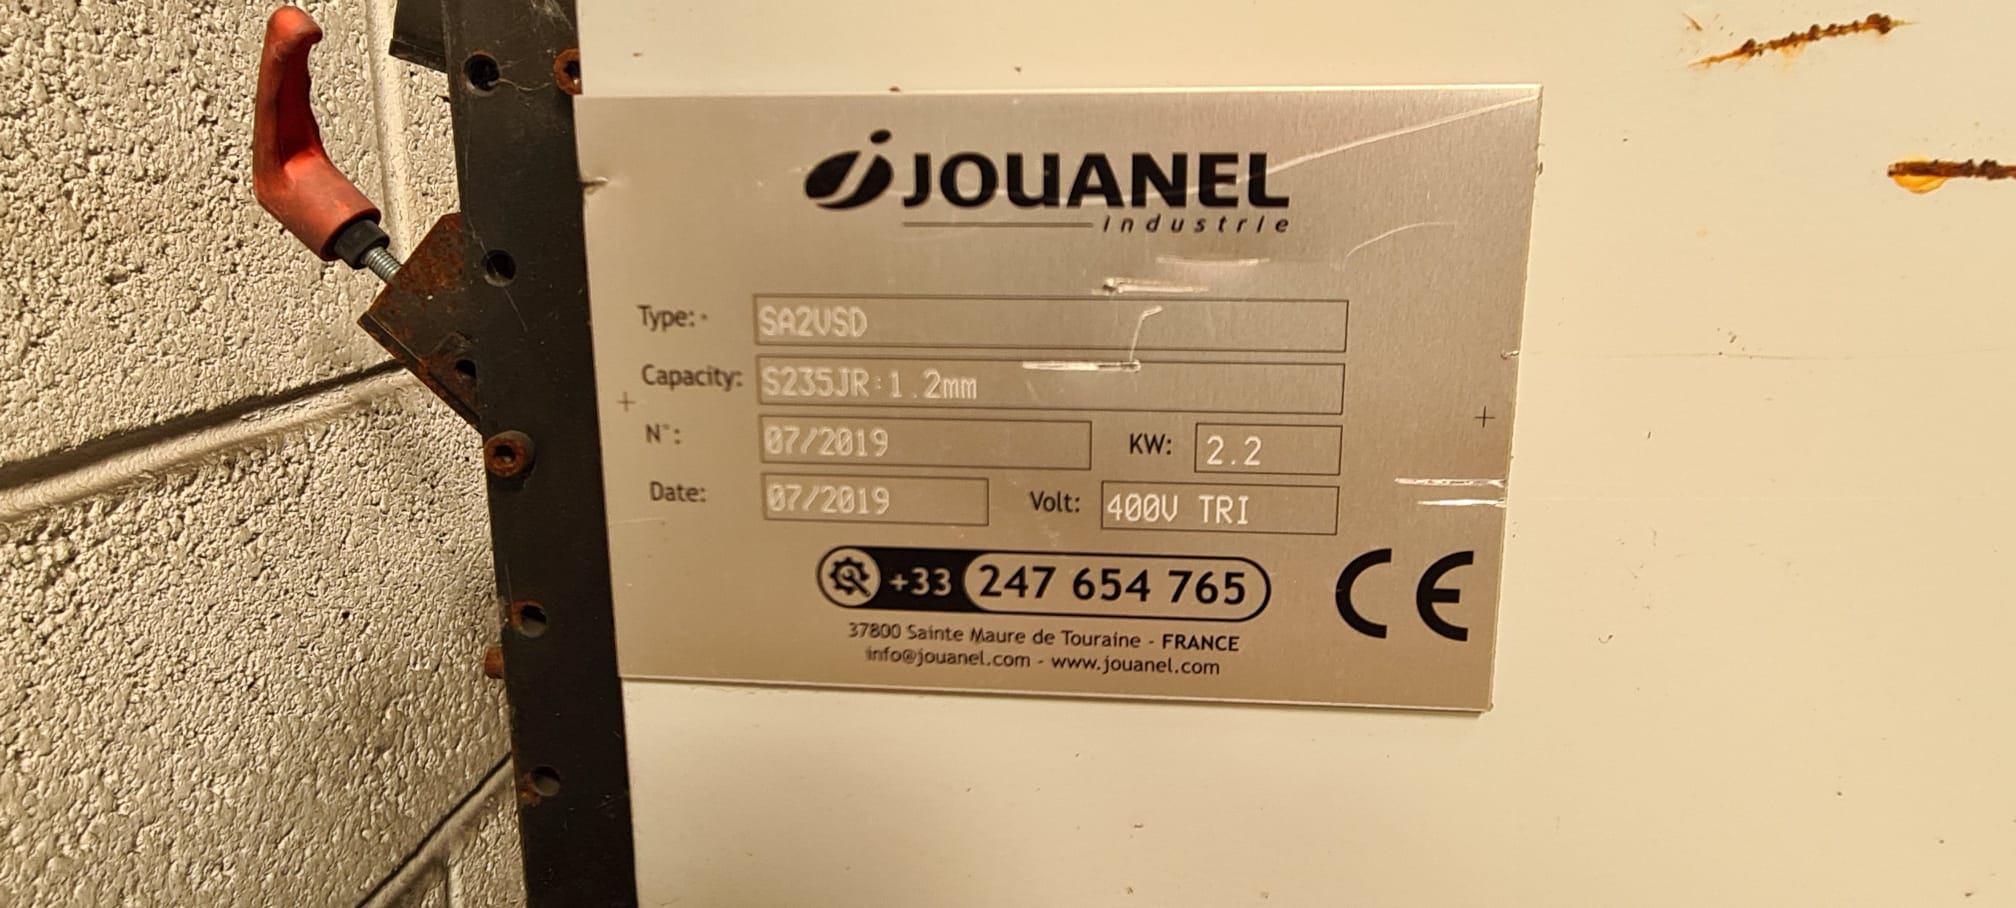 JOUANEL
industrie
Type: SA2VSD
Capacity: S235JR:1.2mm
N°: 07/2019 KW: 2.2
Date: 07/2019 Volt: 400V TRI
+33 247 654 765
CE
37800 Sainte Maure de Touraine - FRANCE
info@jouanel.com - www.jouanel.com